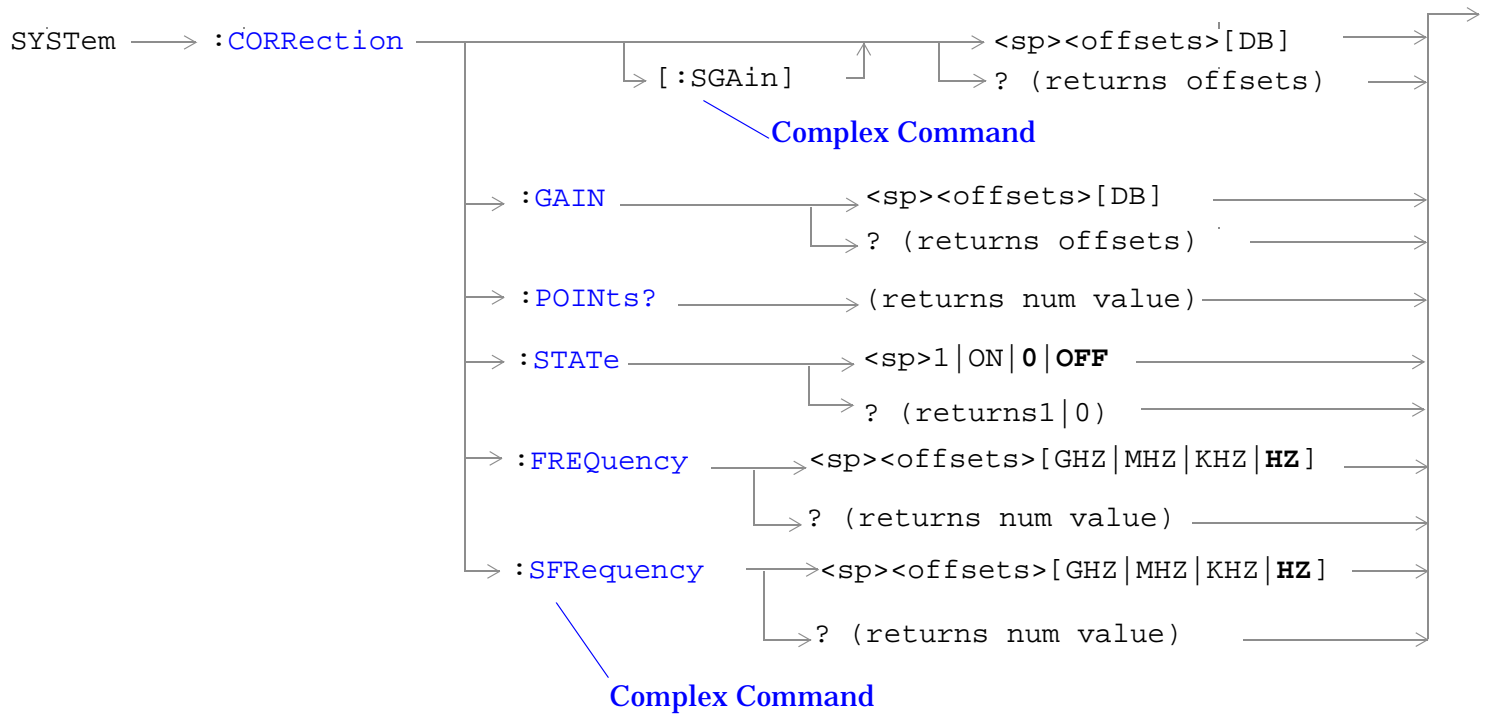 SYSTem :CORRection <sp><offsets>[DB]
[:SGAin] ? (returns offsets)
Complex Command
:GAIN <sp><offsets>[DB]
? (returns offsets)
:POINts? (returns num value)
:STATe <sp>1|ON|0|OFF
? (returns1|0)
:FREQuency <sp><offsets>[GHZ|MHZ|KHZ|HZ]
? (returns num value)
:SFRequency <sp><offsets>[GHZ|MHZ|KHZ|HZ]
? (returns num value)
Complex Command